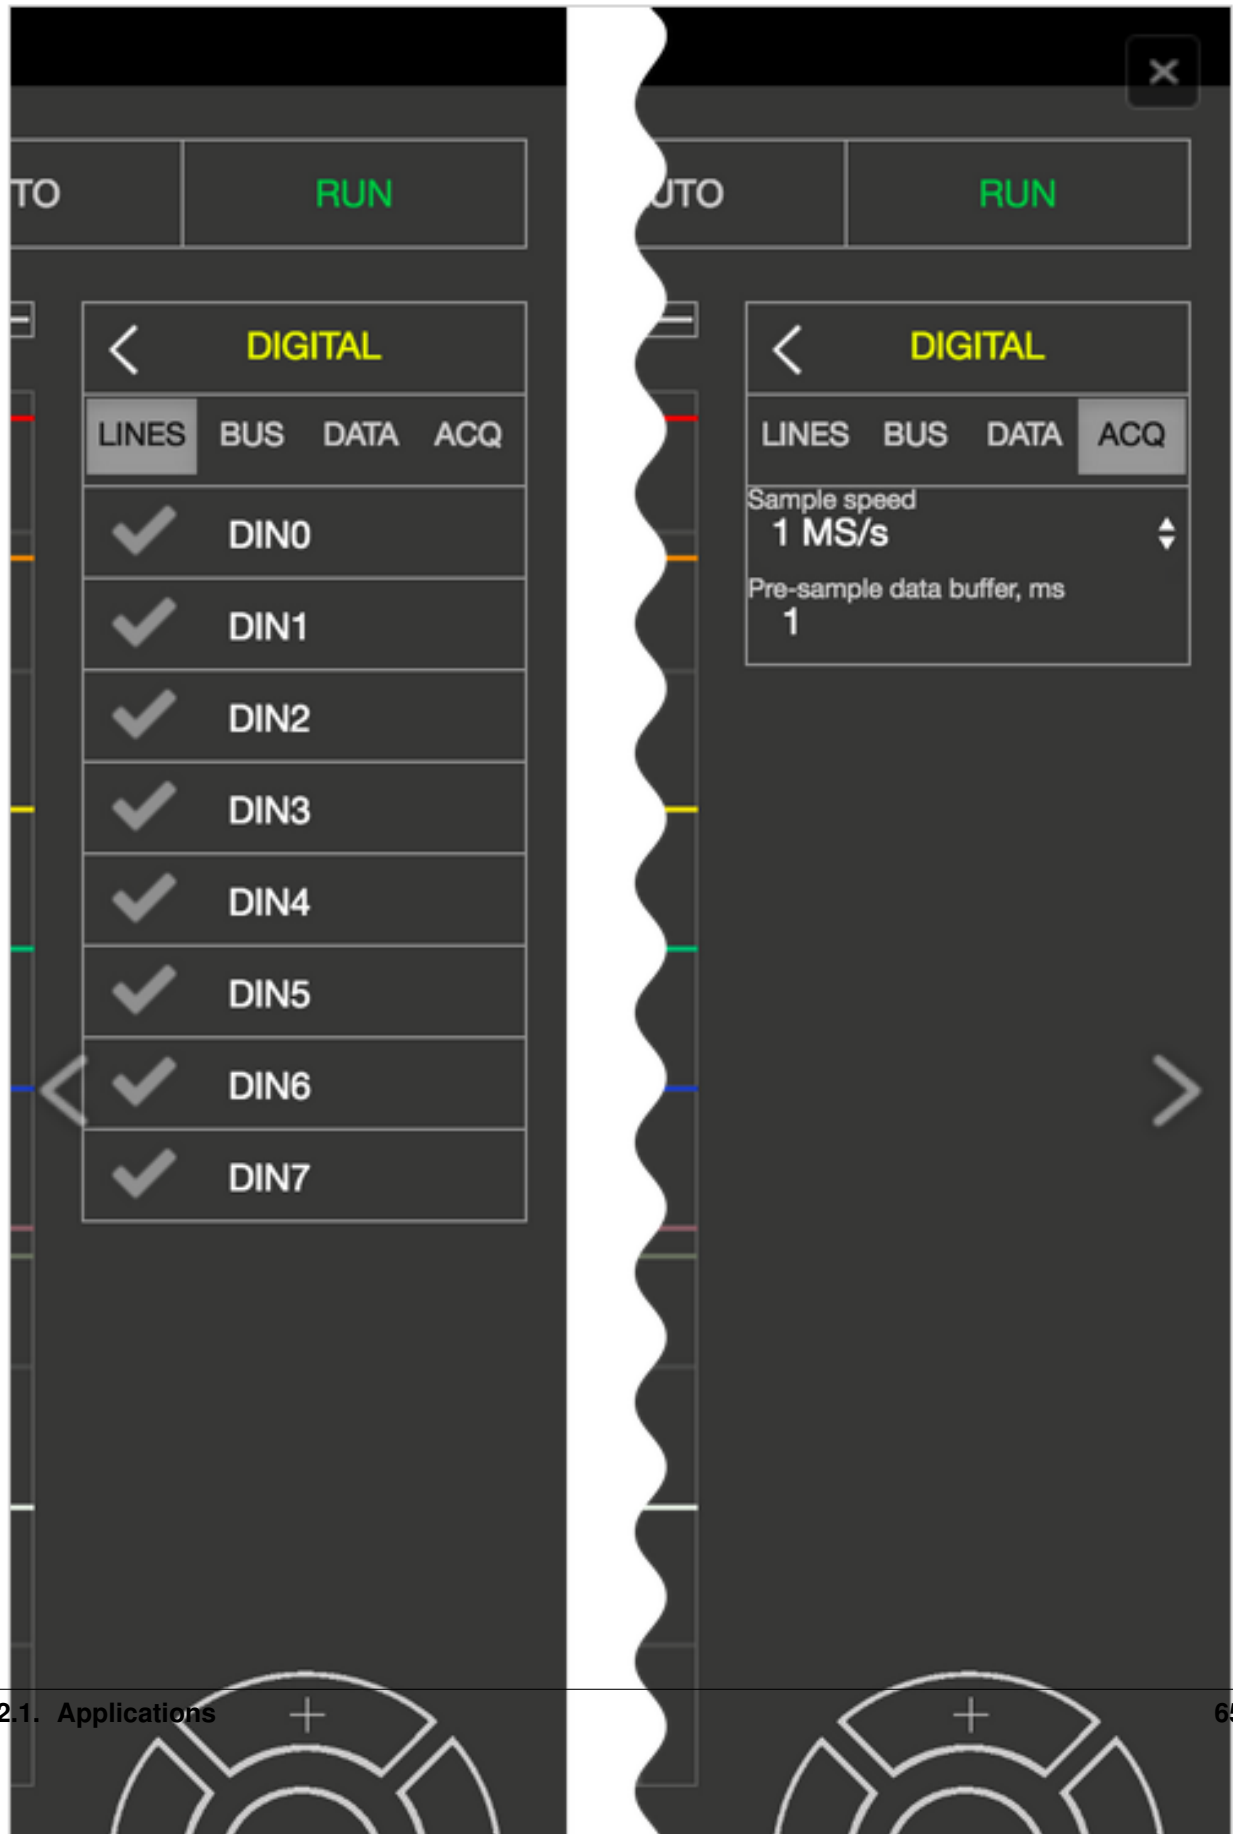 TO RUN
DIGITAL
LINES BUS DATA ACQ
DIN0
DIN1
DIN2
DIN3
DIN4
DIN5
DIN6
DIN7
RUN
DIGITAL
LINES BUS DATA ACQ
Sample speed
1 MS/s
Pre-sample data buffer, ms
1
2.1. Applications